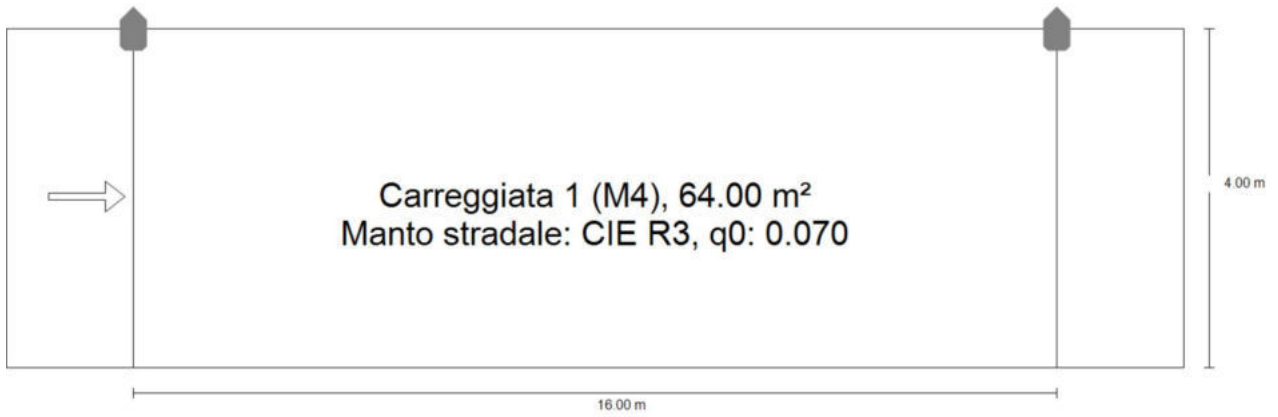 Carreggiata 1 (M4), 64.00 m²
Manto stradale: CIE R3, q0: 0.070
4.00 m
16.00 m